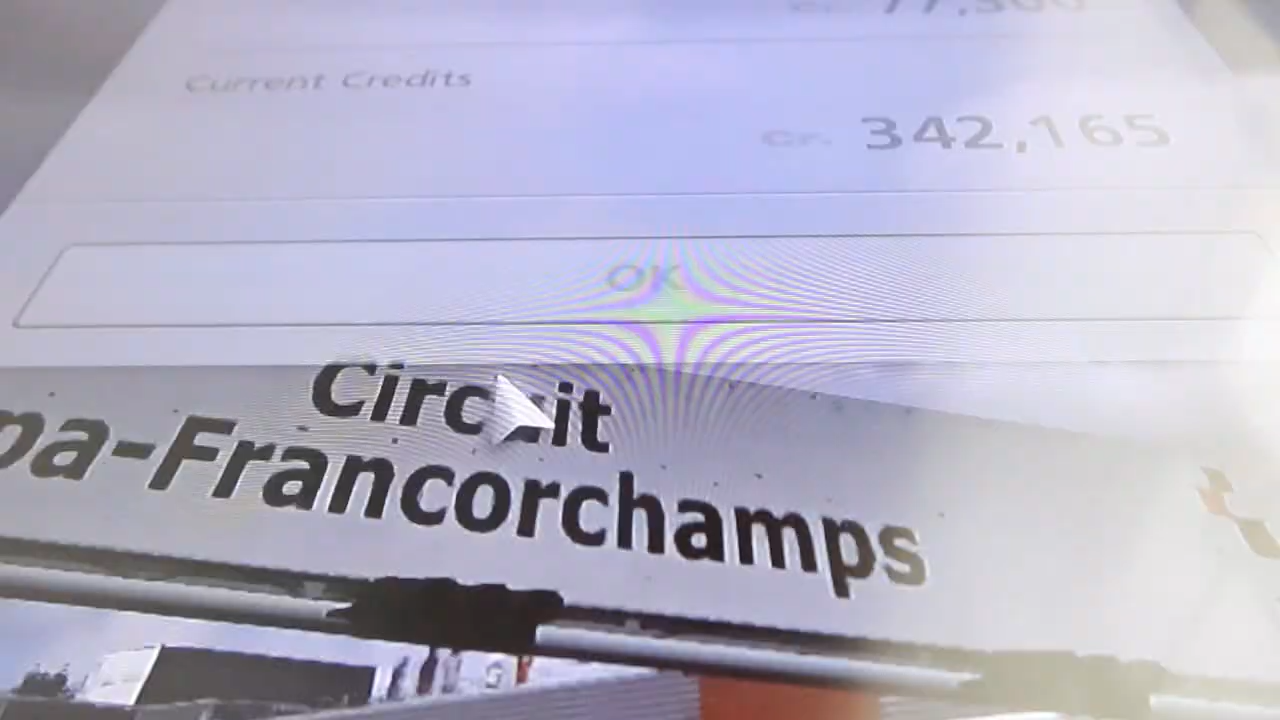 Current Credits
Cr. 342,165
OK
Circuit
pa-Francorchamps